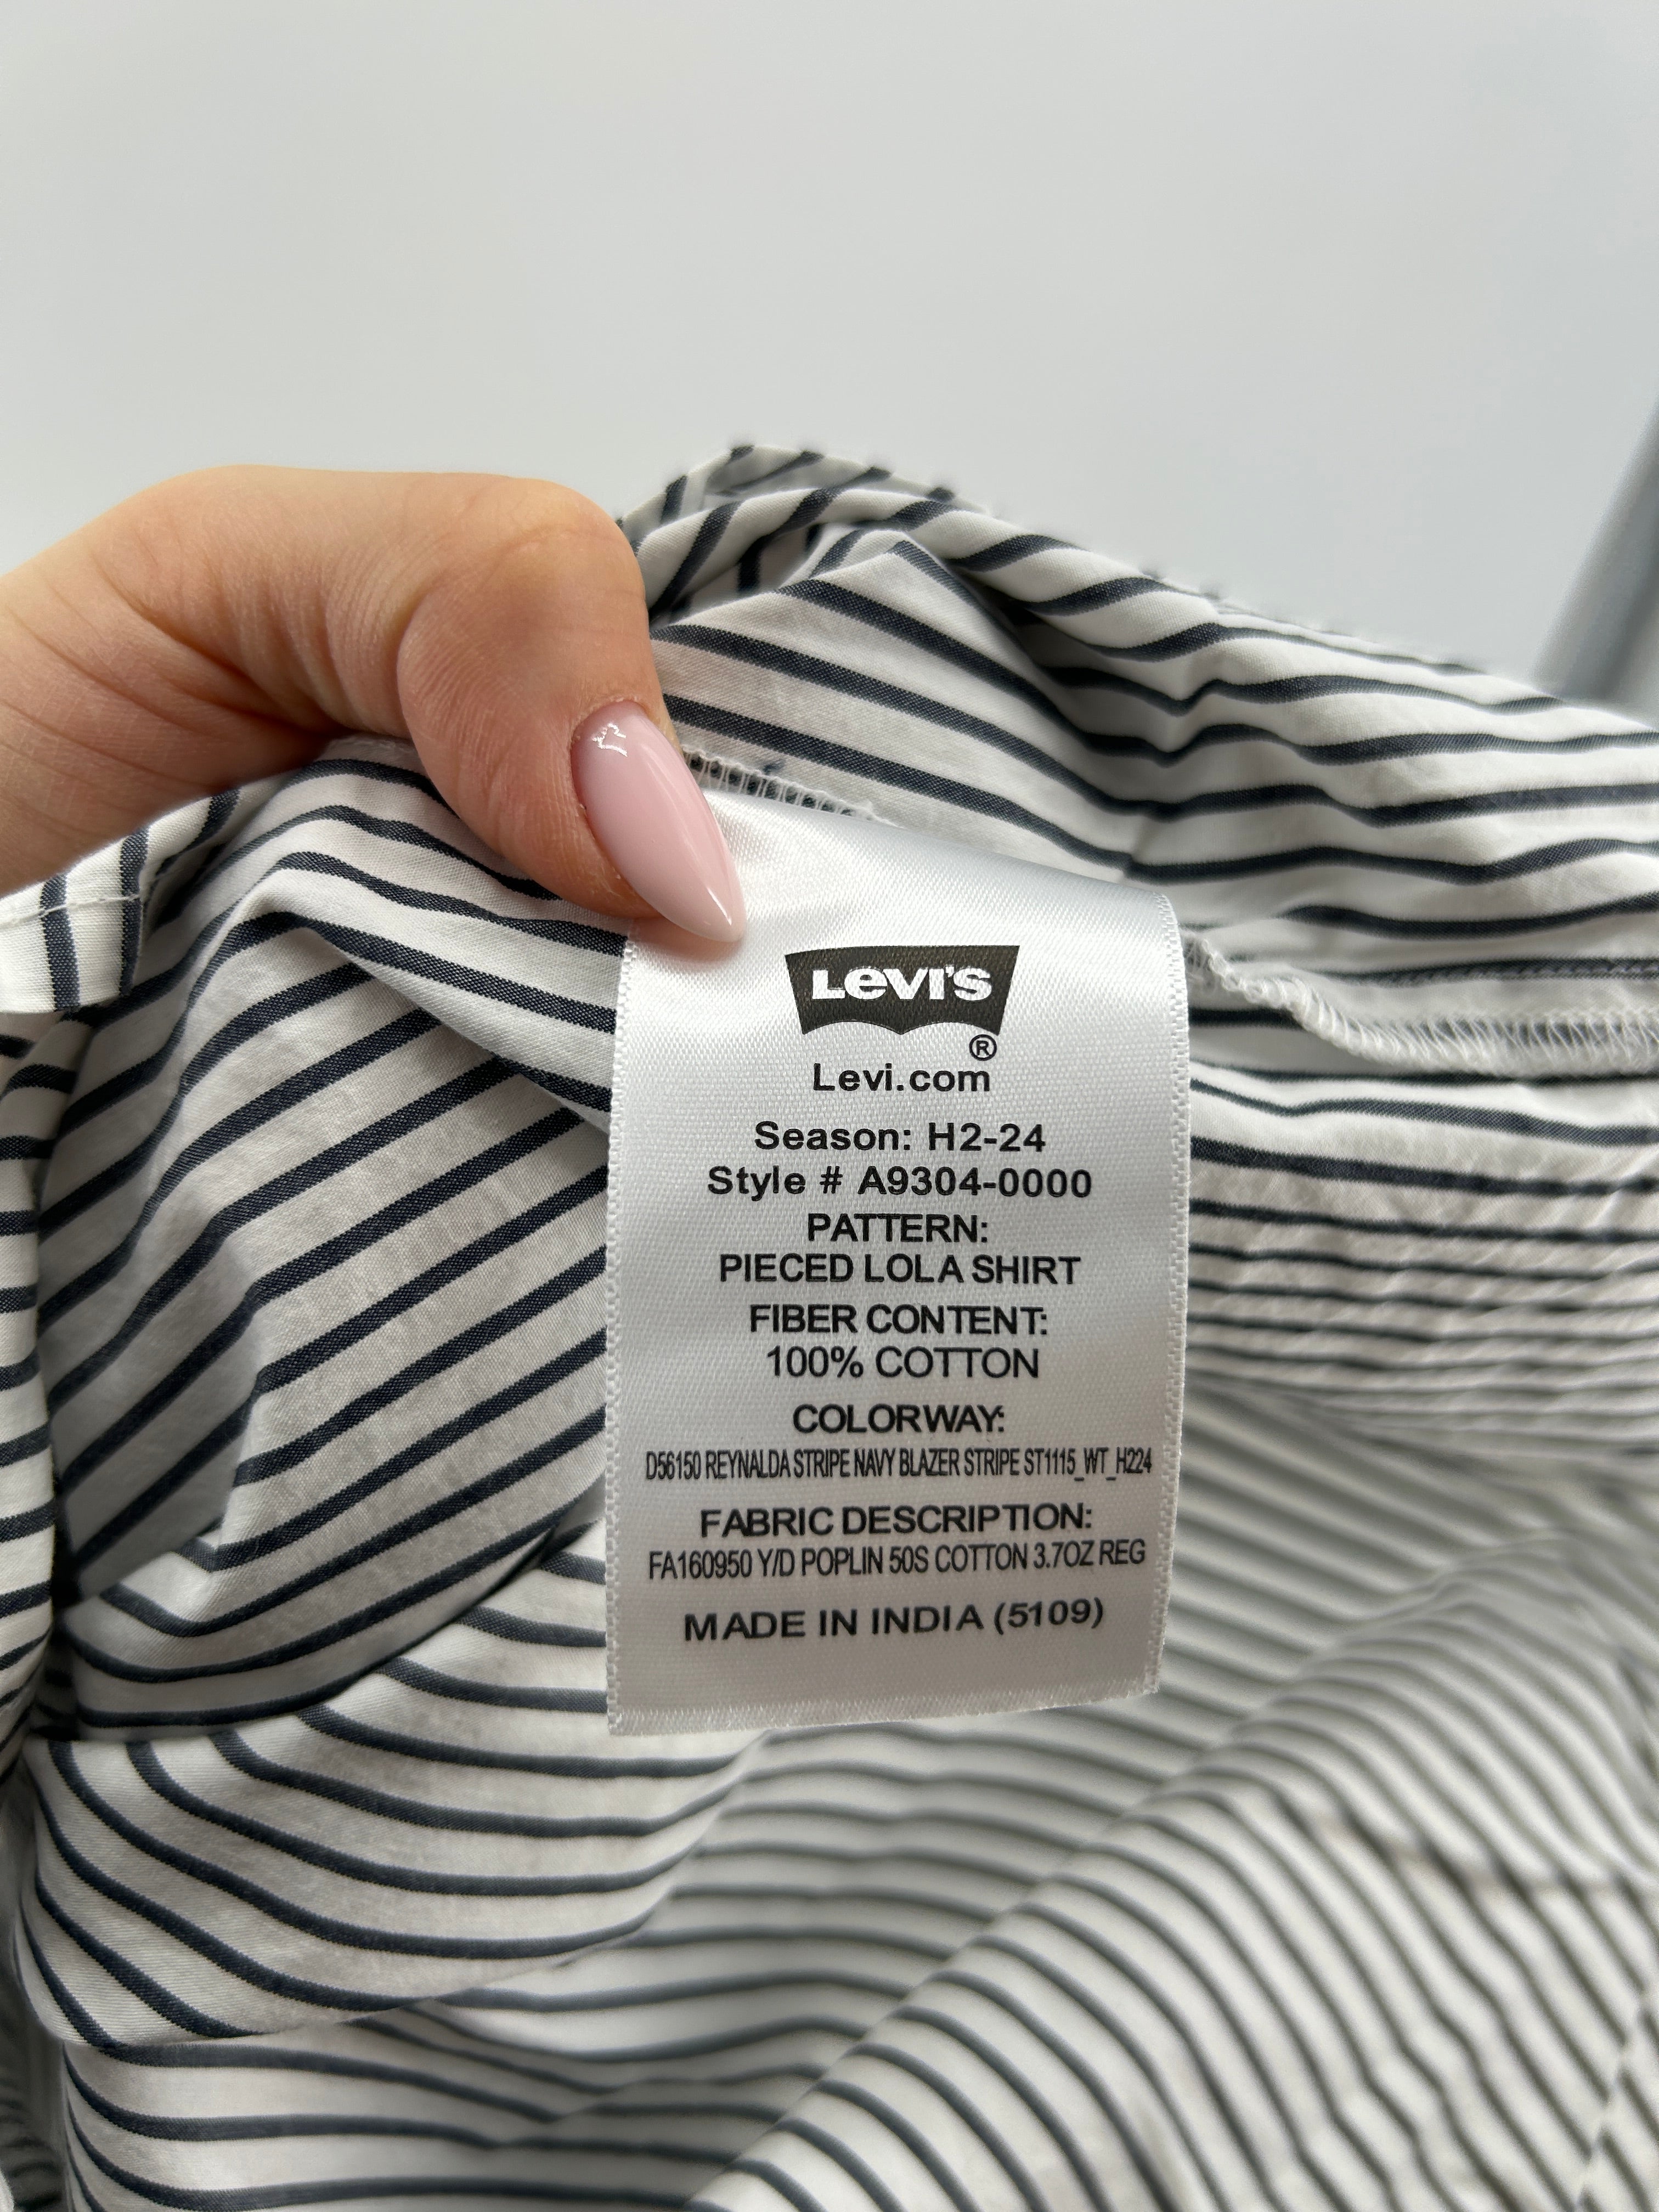 Levi's
®
Levi.com
Season: H2-24
Style # A9304-0000
PATTERN:
PIECED LOLA SHIRT
FIBER CONTENT:
100% COTTON
COLORWAY:
D56150 REYNALDA STRIPE NAVY BLAZER STRIPE ST1115_WT_H224
FABRIC DESCRIPTION:
FA160950 Y/D POPLIN 50S COTTON 3.7OZ REG
MADE IN INDIA (5109)